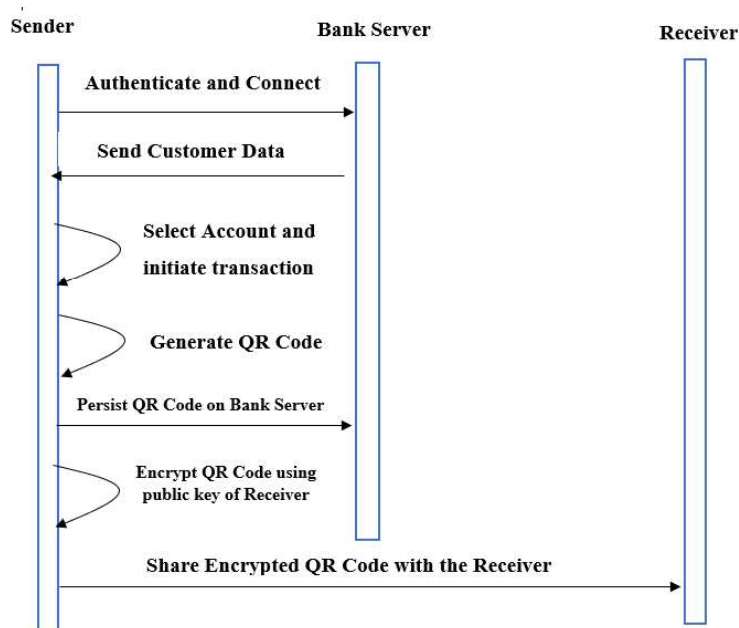 Sender
Bank Server
Receiver
Authenticate and Connect
Send Customer Data
Select Account and
initiate transaction
Generate QR Code
Persist QR Code on Bank Server
Encrypt QR Code using
public key of Receiver
Share Encrypted QR Code with the Receiver